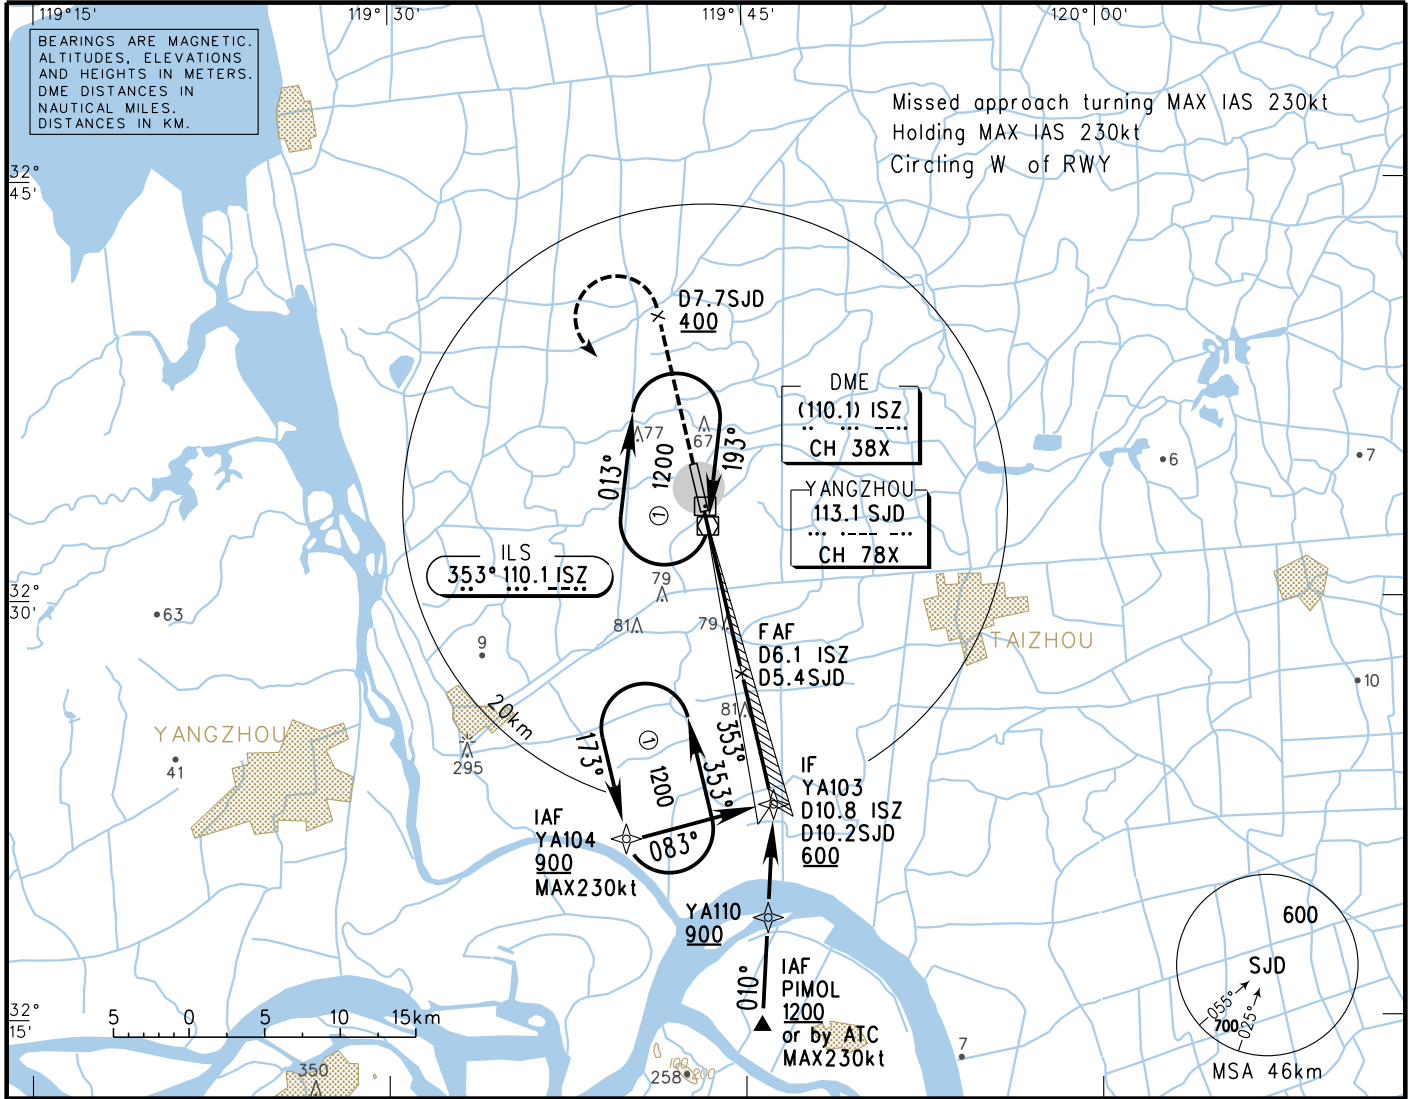 119°15'
119°30'
119°45'
120°00'
BEARINGS ARE MAGNETIC.
ALTITUDES, ELEVATIONS
AND HEIGHTS IN METERS.
DME DISTANCES IN
NAUTICAL MILES.
DISTANCES IN KM.
Missed approach turning MAX IAS 230kt
Holding MAX IAS 230kt
Circling W of RWY
32°
45'
D7.7SJD
400
DME
(110.1) ISZ
CH 38X
77
67
013°
1200
193°
1
6
7
YANGZHOU
113.1 SJD
CH 78X
ILS
353° 110.1 ISZ
32°
30'
63
79
81
79
9
FAF
D6.1 ISZ
D5.4SJD
TAIZHOU
10
81
20km
YANGZHOU
41
295
173°
1
1200
353°
353°
IF
YA103
D10.8 ISZ
D10.2SJD
600
IAF
YA104
900
MAX230kt
083°
YA110
900
010°
IAF
PIMOL
1200
or by ATC
MAX230kt
600
SJD
055°
700
025°
MSA 46km
32°
15'
5 0 5 10 15km
350
258
100
200
7